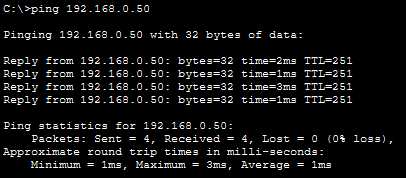 C:\>ping 192.168.0.50
Pinging 192.168.0.50 with 32 bytes of data:
Reply from 192.168.0.50: bytes=32 time=2ms TTL=251
Reply from 192.168.0.50: bytes=32 time=1ms TTL=251
Reply from 192.168.0.50: bytes=32 time=3ms TTL=251
Reply from 192.168.0.50: bytes=32 time=1ms TTL=251
Ping statistics for 192.168.0.50:
    Packets: Sent = 4, Received = 4, Lost = 0 (0% loss),
Approximate round trip times in milli-seconds:
    Minimum = 1ms, Maximum = 3ms, Average = 1ms